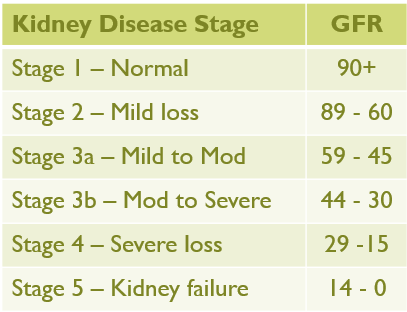 Kidney Disease Stage GFR
Stage 1 – Normal 90+
Stage 2 – Mild loss 89 - 60
Stage 3a – Mild to Mod 59 - 45
Stage 3b – Mod to Severe 44 - 30
Stage 4 – Severe loss 29 -15
Stage 5 – Kidney failure 14 - 0